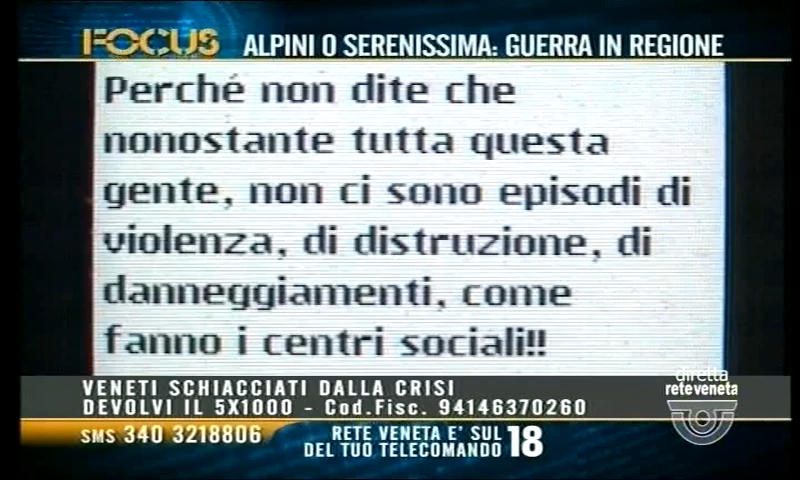 FOCUS
ALPINI O SERENISSIMA: GUERRA IN REGIONE
Perché non dite che
nonostante tutta questa
gente, non ci sono episodi di
violenza, di distruzione, di
danneggiamenti, come
fanno i centri sociali!!
VENETI SCHIACCIATI DALLA CRISI
DEVOLVI IL 5X1000 - Cod.Fisc. 94146370260
diretta
reteveneta
SMS 340 3218806
RETE VENETA E' SUL
DEL TUO TELECOMANDO 18